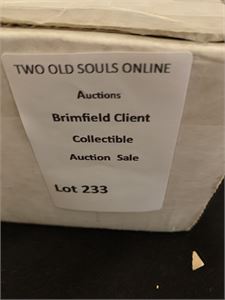 TWO OLD SOULS ONLINE
Auctions
Brimfield Client
Collectible
Auction Sale
Lot 233